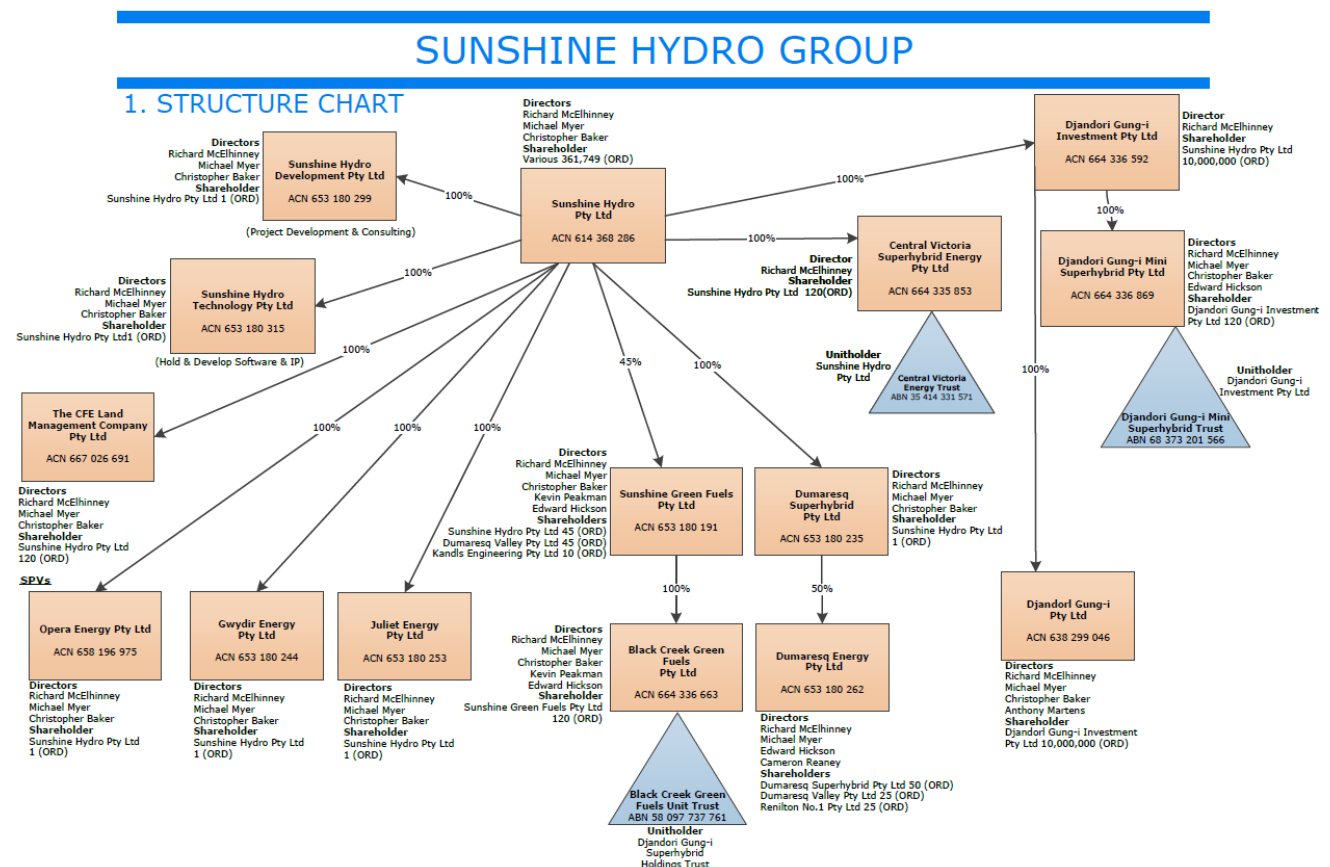 SUNSHINE HYDRO GROUP
1. STRUCTURE CHART
Directors
Richard McElhinney
Michael Myer
Christopher Baker
Shareholder
Various 361,749 (ORD)
Sunshine Hydro
Pty Ltd
ACN 614 368 286
Directors
Richard McElhinney
Michael Myer
Christopher Baker
Shareholder
Sunshine Hydro Pty Ltd 1 (ORD)
Sunshine Hydro
Development Pty Ltd
ACN 653 180 299
(Project Development & Consulting)
100%
Directors
Richard McElhinney
Michael Myer
Christopher Baker
Shareholder
Sunshine Hydro Pty Ltd1 (ORD)
Sunshine Hydro
Technology Pty Ltd
ACN 653 180 315
(Hold & Develop Software & IP)
100%
100%
Djandori Gung-i
Investment Pty Ltd
ACN 664 336 592
Director
Richard McElhinney
Shareholder
Sunshine Hydro Pty Ltd
10,000,000 (ORD)
100%
100%
Director
Richard McElhinney
Shareholder
Sunshine Hydro Pty Ltd 120(ORD)
Central Victoria
Superhybrid Energy
Pty Ltd
ACN 664 335 853
Unitholder
Sunshine Hydro
Pty Ltd
Central Victoria
Energy Trust
ABN 35 414 331 571
100%
Djandori Gung-i Mini
Superhybrid Pty Ltd
ACN 664 336 869
Directors
Richard McElhinney
Michael Myer
Christopher Baker
Edward Hickson
Shareholder
Djandori Gung-i Investment
Pty Ltd 120 (ORD)
Unitholder
Djandori Gung-i
Investment Pty Ltd
Djandori Gung-i Mini
Superhybrid Trust
ABN 68 373 201 566
100%
100%
45%
100%
100%
100%
100%
The CFE Land
Management Company
Pty Ltd
ACN 667 026 691
Directors
Richard McElhinney
Michael Myer
Christopher Baker
Shareholder
Sunshine Hydro Pty Ltd
120 (ORD)
SPVs
Directors
Richard McElhinney
Michael Myer
Christopher Baker
Kevin Peakman
Edward Hickson
Shareholders
Sunshine Hydro Pty Ltd 45 (ORD)
Dumaresq Valley Pty Ltd 45 (ORD)
Kandls Engineering Pty Ltd 10 (ORD)
Sunshine Green Fuels
Pty Ltd
ACN 653 180 191
Dumaresq
Superhybrid
Pty Ltd
ACN 653 180 235
Directors
Richard McElhinney
Michael Myer
Christopher Baker
Shareholder
Sunshine Hydro Pty Ltd
1 (ORD)
100%
50%
Opera Energy Pty Ltd
ACN 658 196 975
Directors
Richard McElhinney
Michael Myer
Christopher Baker
Shareholder
Sunshine Hydro Pty Ltd
1 (ORD)
Gwydir Energy
Pty Ltd
ACN 653 180 244
Directors
Richard McElhinney
Michael Myer
Christopher Baker
Shareholder
Sunshine Hydro Pty Ltd
1 (ORD)
Juliet Energy
Pty Ltd
ACN 653 180 253
Directors
Richard McElhinney
Michael Myer
Christopher Baker
Shareholder
Sunshine Hydro Pty Ltd
1 (ORD)
Directors
Richard McElhinney
Michael Myer
Christopher Baker
Kevin Peakman
Edward Hickson
Shareholder
Sunshine Green Fuels Pty Ltd
120 (ORD)
Black Creek Green
Fuels
Pty Ltd
ACN 664 336 663
Black Creek Green
Fuels Unit Trust
ABN 58 097 737 761
Unitholder
Djandori Gung-i
Superhybrid
Holdings Trust
Dumaresq Energy
Pty Ltd
ACN 653 180 262
Directors
Richard McElhinney
Michael Myer
Edward Hickson
Cameron Reaney
Shareholders
Dumaresq Superhybrid Pty Ltd 50 (ORD)
Dumaresq Valley Pty Ltd 25 (ORD)
Renilton No.1 Pty Ltd 25 (ORD)
Djandorl Gung-i
Pty Ltd
ACN 638 299 046
Directors
Richard McElhinney
Michael Myer
Christopher Baker
Anthony Martens
Shareholder
Djandorl Gung-i Investment
Pty Ltd 10,000,000 (ORD)